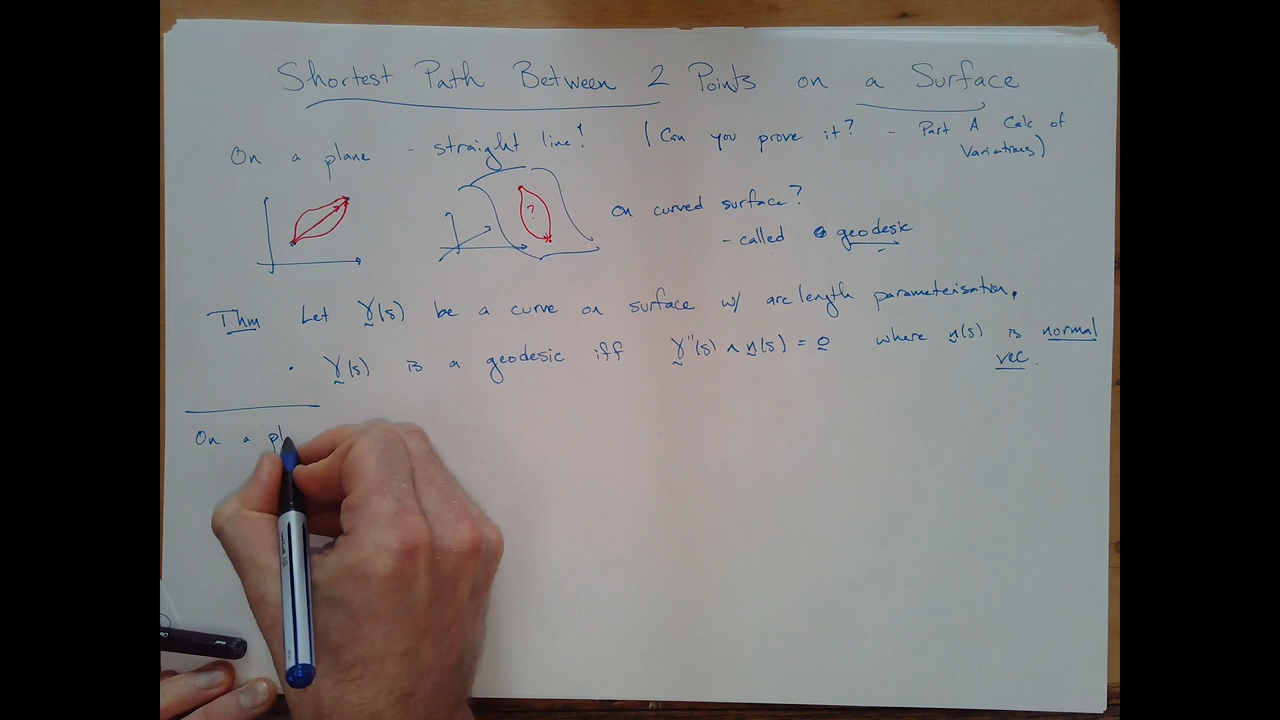 Shortest Path Between 2 Points on a Surface
On a plane - straight line! (Can you prove it? - Part A Calc of
Variations)
?
on curved surface?
- called geodesic
Thm Let γ(s) be a curve on surface w/ arclength parameterisation.
• γ(s) is a geodesic iff γ''(s) ∧ n(s) = 0 where n(s) is normal
vec.
On a pl